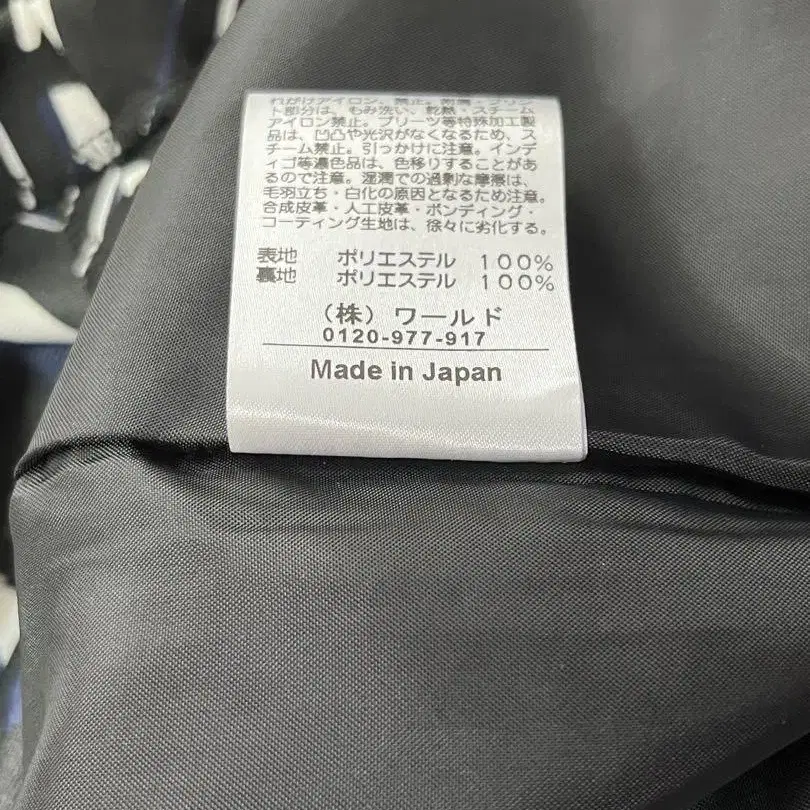 れがけアイロン、禁止。附属・プリン
ト部分は、もみ洗い、乾熱・スチーム
アイロン禁止。プリーツ等特殊加工製
品は、凹凸や光沢がなくなるため、ス
チーム禁止。引っかけに注意。インデ
ィゴ等濃色品は、色移りすることがあ
るので注意。湿潤での過剰な摩擦は、
毛羽立ち・白化の原因となるため注意。
合成皮革・人工皮革・ボンディング・
コーティング生地は、徐々に劣化する。
表地 ポリエステル 100%
裏地 ポリエステル 100%
（株）ワールド
0120-977-917
Made in Japan